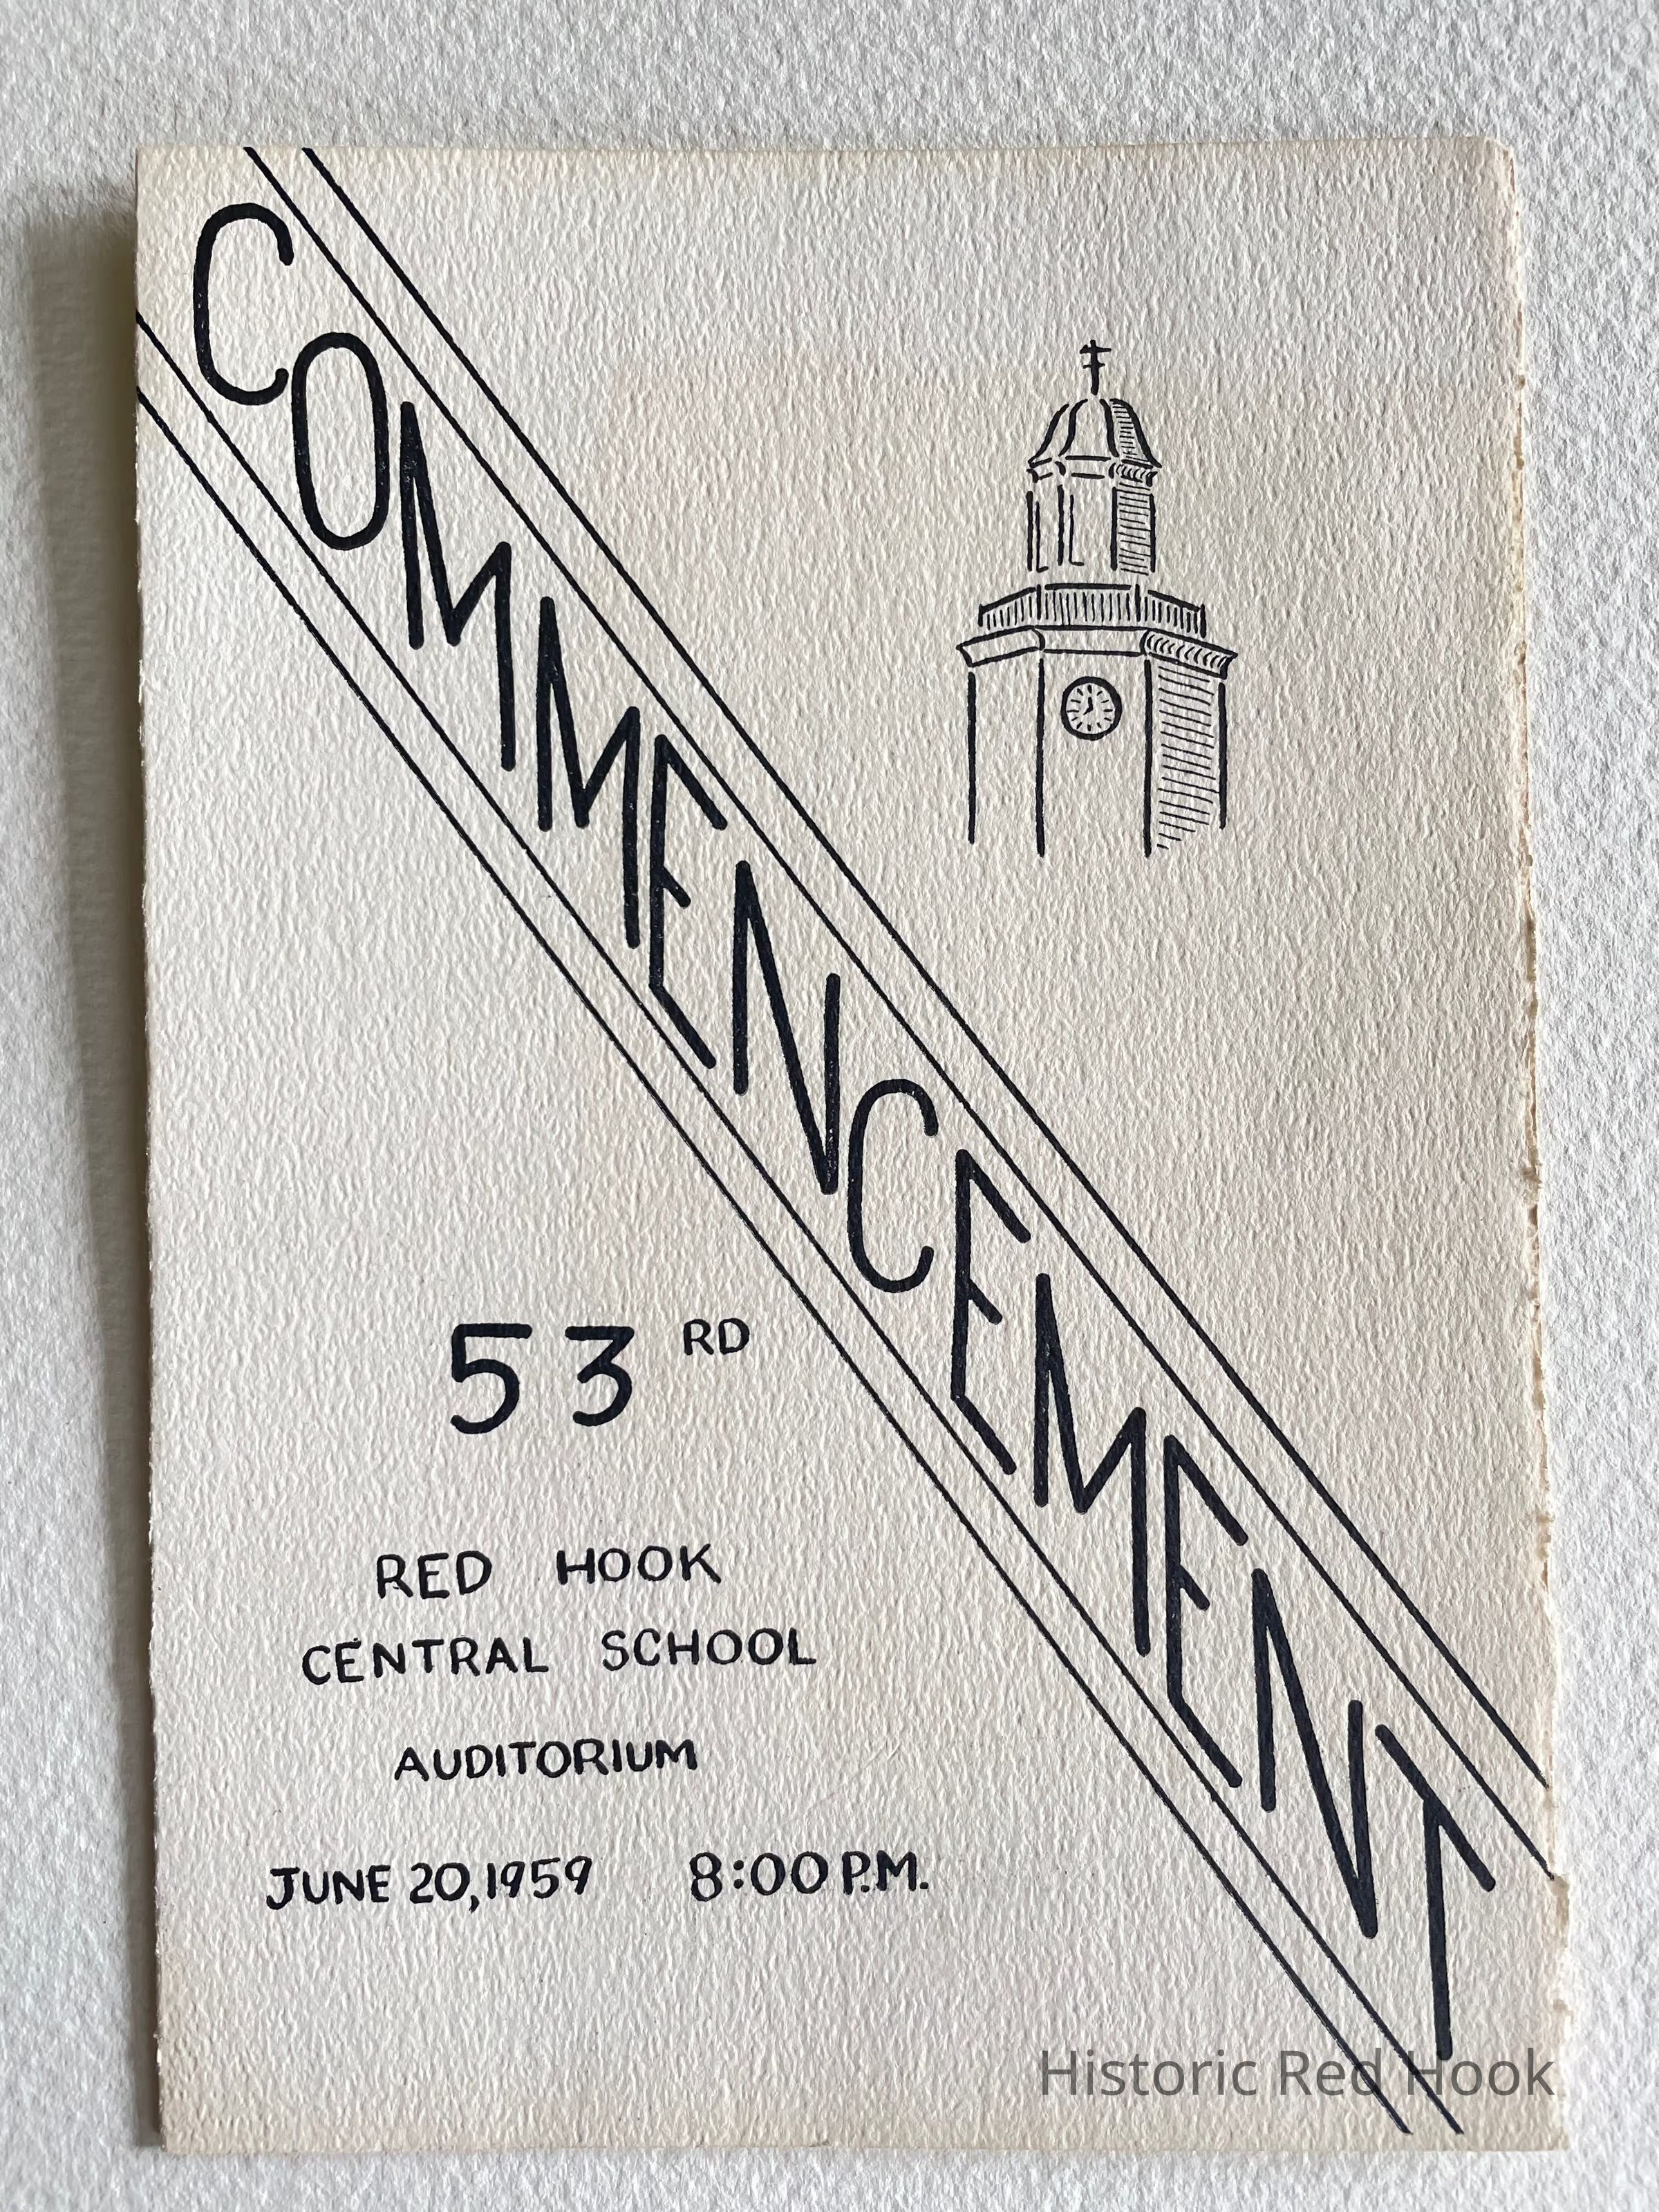 COMMENCEMENT
53RD
RED HOOK
CENTRAL SCHOOL
AUDITORIUM
JUNE 20, 1959 8:00 P.M.
Historic Red Hook